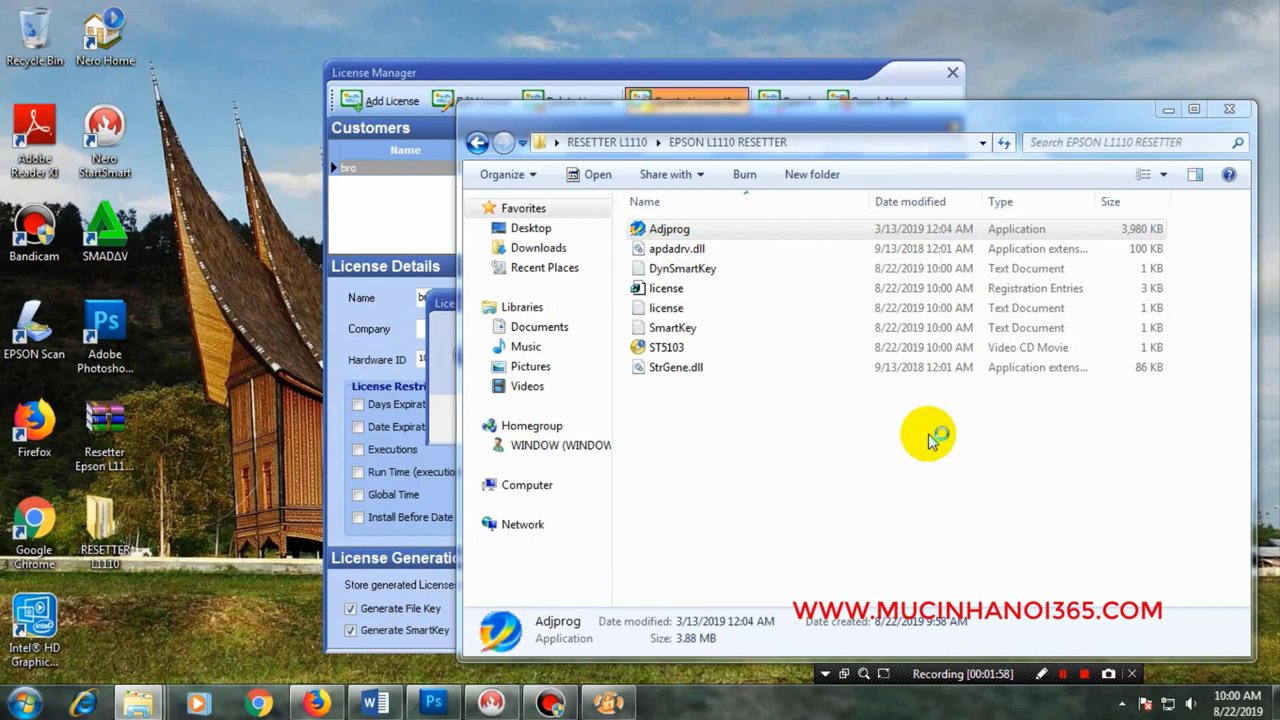 Recycle Bin
Nero Home
Adobe
Reader XI
Nero
StartSmart
Bandicam
SMADΔV
EPSON Scan
Adobe
Photosho...
Firefox
Resetter
Epson L11...
Google
Chrome
RESETTER
L1110
Intel® HD
Graphic...
License Manager
Add License
Customers
Name
bro
License Details
Name
Company
Hardware ID
License Restri
Days Expirat
Date Expirat
Executions
Run Time (executio
Global Time
Install Before Date
License Generatio
Store generated License
Generate File Key
Generate SmartKey
RESETTER L1110
EPSON L1110 RESETTER
Search EPSON L1110 RESETTER
Organize
Open
Share with
Burn
New folder
Favorites
Desktop
Downloads
Recent Places
Libraries
Documents
Music
Pictures
Videos
Homegroup
WINDOW (WINDOW
Computer
Network
Name Date modified Type Size
Adjprog 3/13/2019 12:04 AM Application 3,980 KB
apdadrv.dll 9/13/2018 12:01 AM Application extens... 100 KB
DynSmartKey 8/22/2019 10:00 AM Text Document 1 KB
license 8/22/2019 10:00 AM Registration Entries 3 KB
license 8/22/2019 10:00 AM Text Document 1 KB
SmartKey 8/22/2019 10:00 AM Text Document 1 KB
ST5103 8/22/2019 10:00 AM Video CD Movie 1 KB
StrGene.dll 9/13/2018 12:01 AM Application extens... 86 KB
WWW.MUCINHANOI365.COM
Adjprog Date modified: 3/13/2019 12:04 AM Date created: 8/22/2019 9:58 AM
Application Size: 3.88 MB
Recording [00:01:58]
10:00 AM
8/22/2019